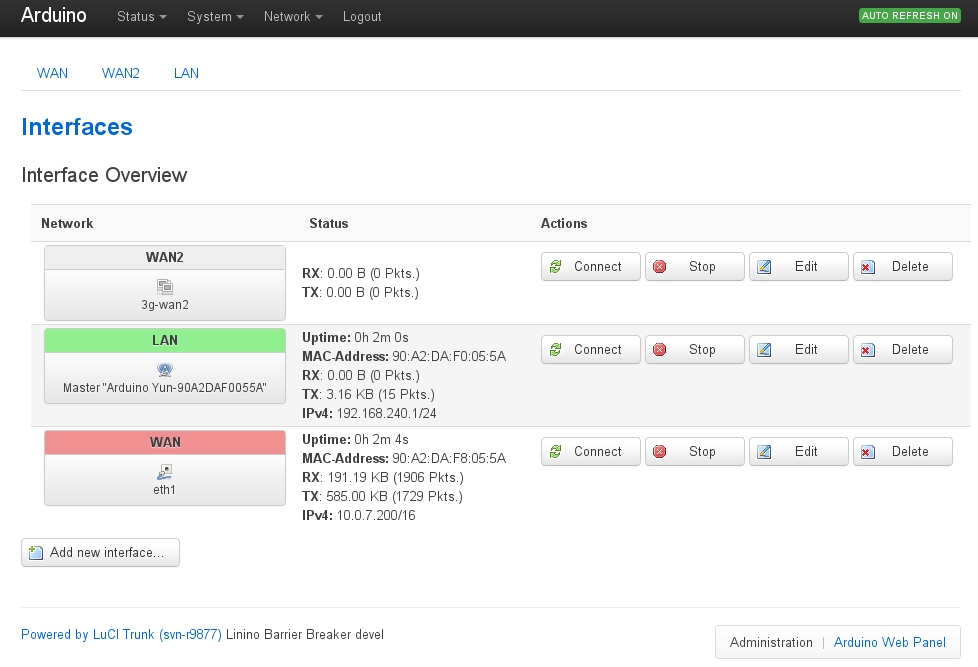 Arduino Status System Network Logout AUTO REFRESH ON
WAN WAN2 LAN
Interfaces
Interface Overview
Network Status Actions
WAN2
3g-wan2
RX: 0.00 B (0 Pkts.)
TX: 0.00 B (0 Pkts.)
Connect Stop Edit Delete
LAN
Master "Arduino Yun-90A2DAF0055A"
Uptime: 0h 2m 0s
MAC-Address: 90:A2:DA:F0:05:5A
RX: 0.00 B (0 Pkts.)
TX: 3.16 KB (15 Pkts.)
IPv4: 192.168.240.1/24
Connect Stop Edit Delete
WAN
eth1
Uptime: 0h 2m 4s
MAC-Address: 90:A2:DA:F8:05:5A
RX: 191.19 KB (1906 Pkts.)
TX: 585.00 KB (1729 Pkts.)
IPv4: 10.0.7.200/16
Connect Stop Edit Delete
Add new interface...
Powered by LuCI Trunk (svn-r9877) Linino Barrier Breaker devel
Administration | Arduino Web Panel